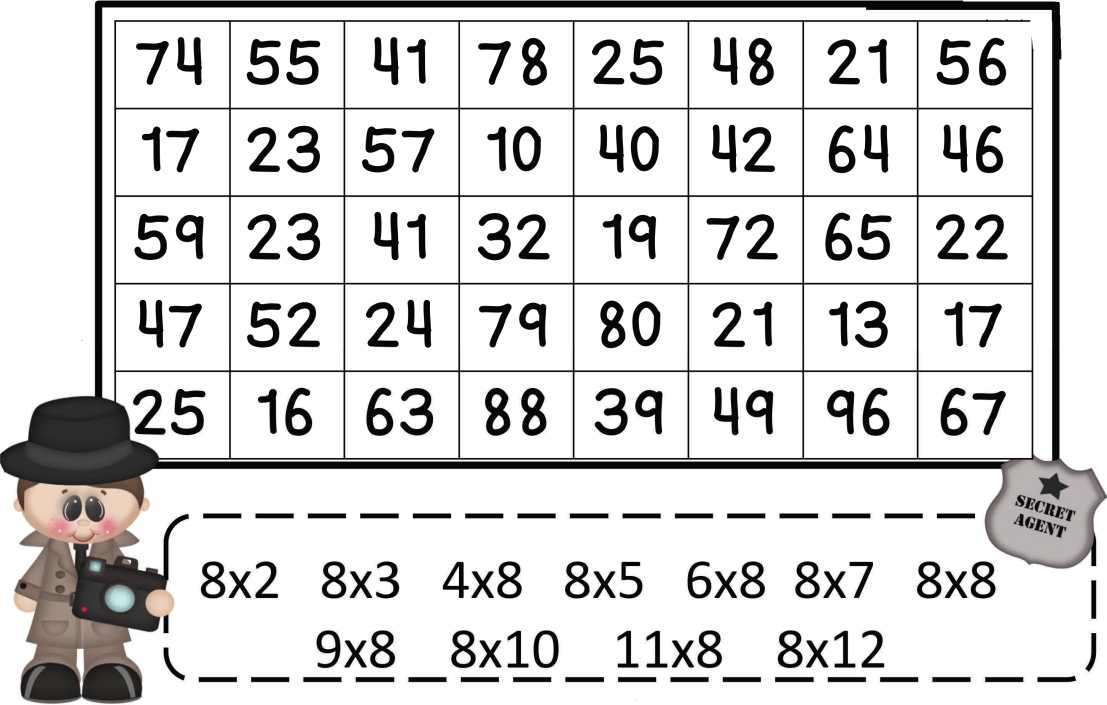 74 55 41 78 25 48 21 56
17 23 57 10 40 42 64 46
59 23 41 32 19 72 65 22
47 52 24 79 80 21 13 17
25 16 63 88 39 49 96 67
SECRET
AGENT
8x2 8x3 4x8 8x5 6x8 8x7 8x8
9x8 8x10 11x8 8x12